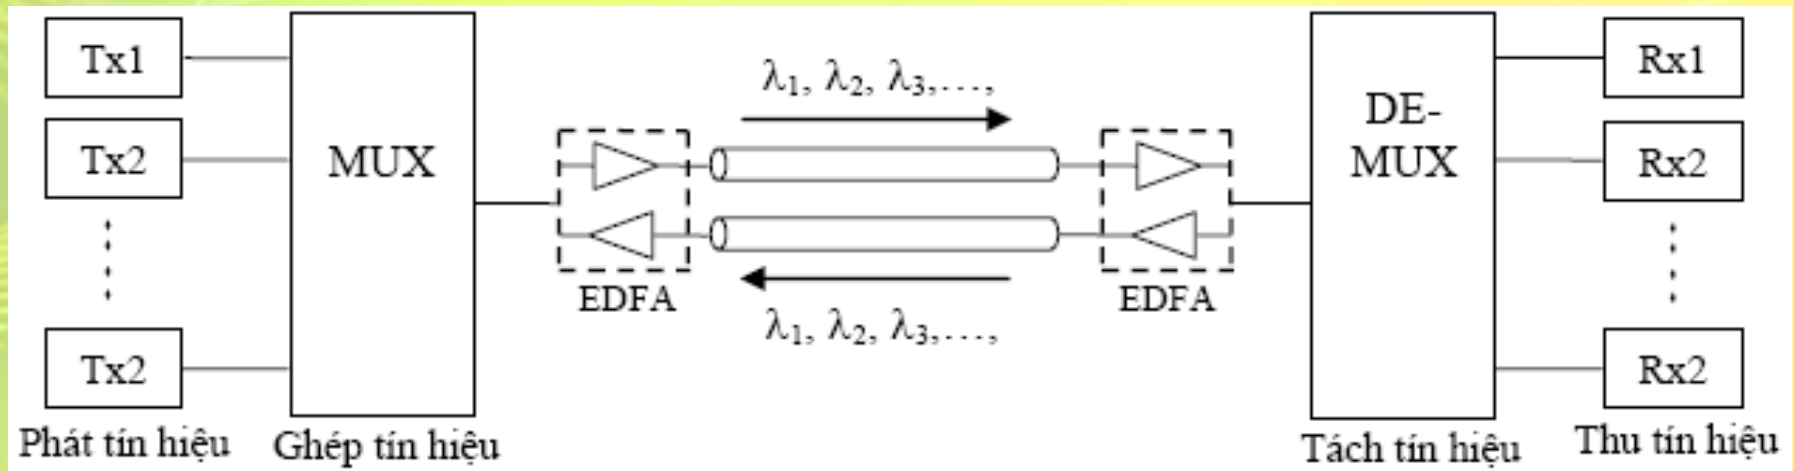 Tx1
Tx2
Tx2
Phát tín hiệu
MUX
Ghép tín hiệu
λ₁, λ₂, λ₃,…,
EDFA
EDFA
λ₁, λ₂, λ₃,…,
DE-
MUX
Tách tín hiệu
Rx1
Rx2
Rx2
Thu tín hiệu